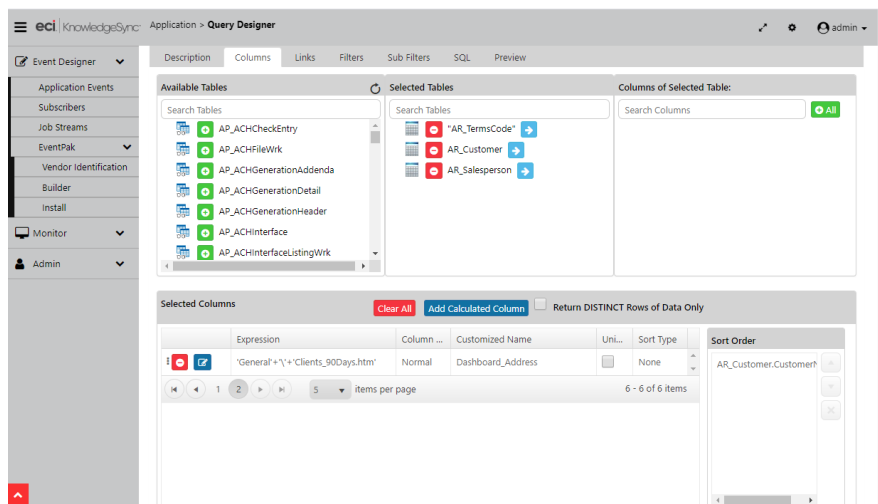 eci KnowledgeSync
Application > Query Designer
admin
Event Designer
Application Events
Subscribers
Job Streams
EventPak
Vendor Identification
Builder
Install
Monitor
Admin
Description Columns Links Filters Sub Filters SQL Preview
Available Tables
Search Tables
AP_ACHCheckEntry
AP_ACHFileWrk
AP_ACHGenerationAddenda
AP_ACHGenerationDetail
AP_ACHGenerationHeader
AP_ACHInterface
AP_ACHInterfaceListingWrk
Selected Tables
Search Tables
"AR_TermsCode"
AR_Customer
AR_Salesperson
Columns of Selected Table:
Search Columns
All
Selected Columns
Clear All Add Calculated Column Return DISTINCT Rows of Data Only
Expression Column ... Customized Name Uni... Sort Type
'General'+'\'+'Clients_90Days.htm' Normal Dashboard_Address None
1 2 5 items per page 6 - 6 of 6 items
Sort Order
AR_Customer.CustomerN